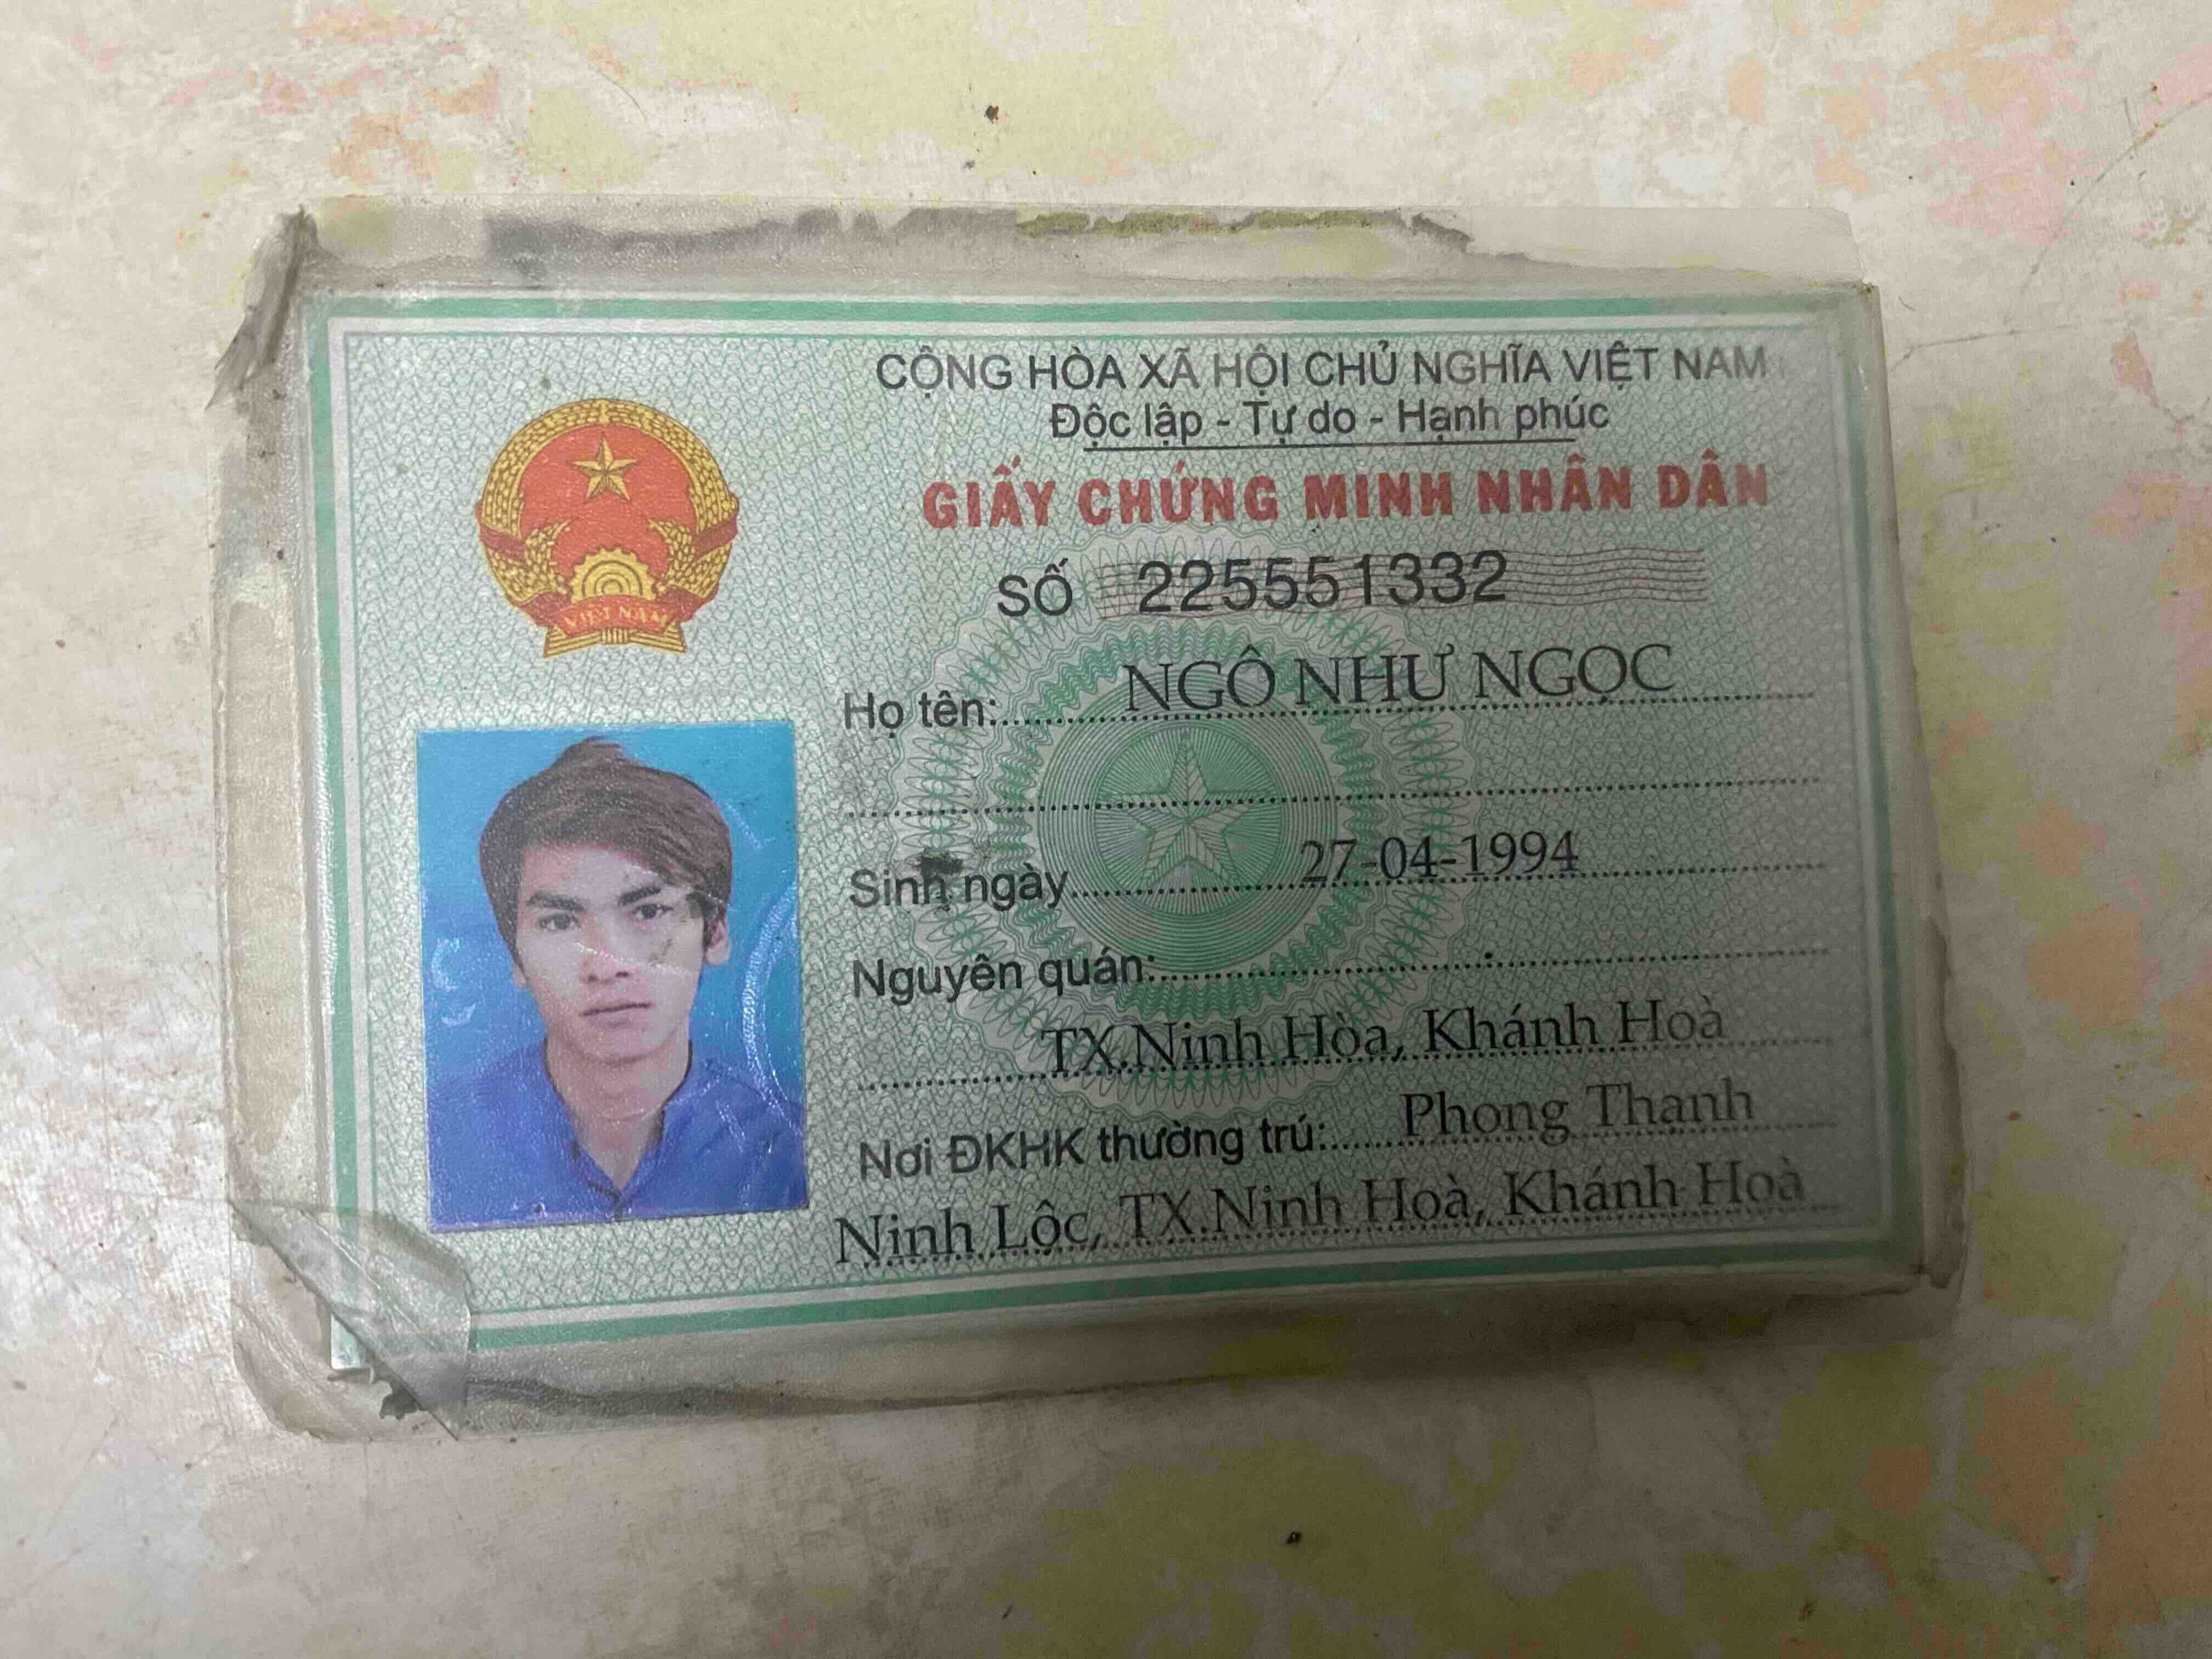 CỘNG HÒA XÃ HỘI CHỦ NGHĨA VIỆT NAM
Độc lập - Tự do - Hạnh phúc
GIẤY CHỨNG MINH NHÂN DÂN
SỐ 225551332
VIỆT NAM
Họ tên: NGÔ NHƯ NGỌC
Sinh ngày 27-04-1994
Nguyên quán:
TX.Ninh Hòa, Khánh Hoà
Nơi ĐKHK thường trú: Phong Thanh
Ninh Lộc, TX.Ninh Hoà, Khánh Hoà